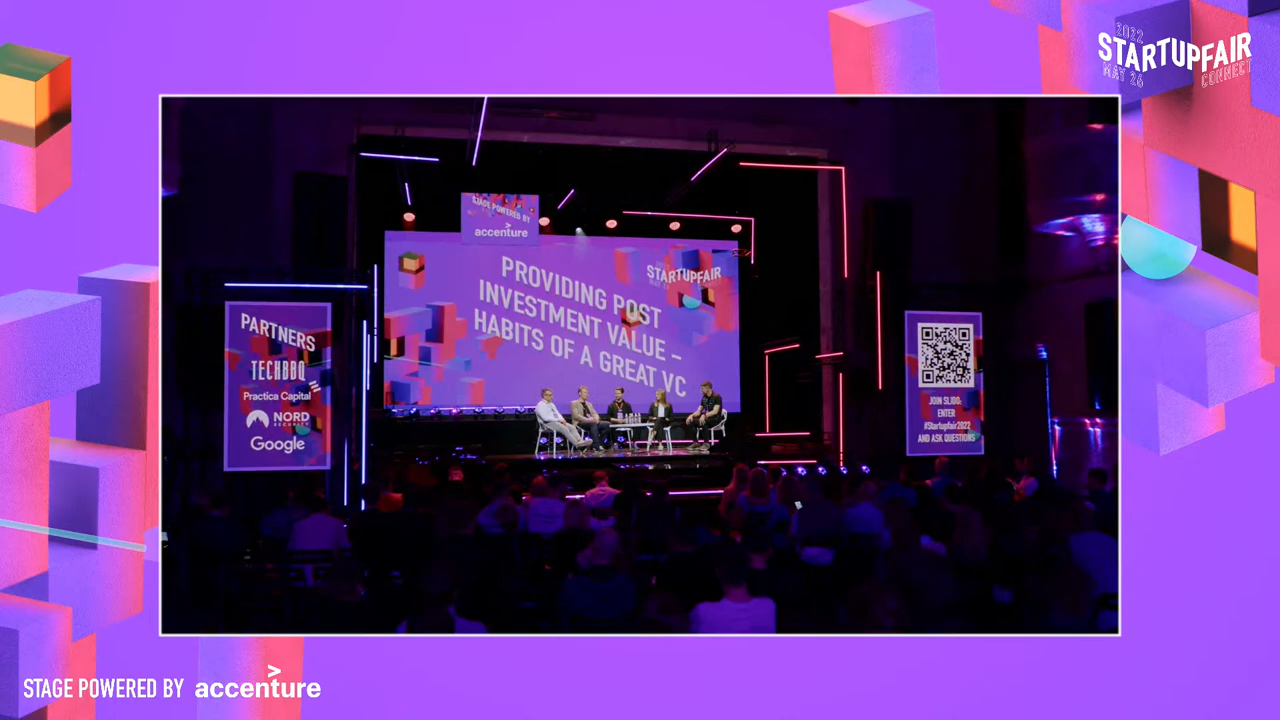 2022
STARTUPFAIR
MAY 26
CONNECT
STAGE POWERED BY
accenture
PROVIDING POST
INVESTMENT VALUE –
HABITS OF A GREAT VC
STARTUPFAIR
PARTNERS
TECHBBQ
Practica Capital
NORD
SECURITY
Google
JOIN SLIDO:
ENTER
#Startupfair2022
AND ASK QUESTIONS
STAGE POWERED BY accenture